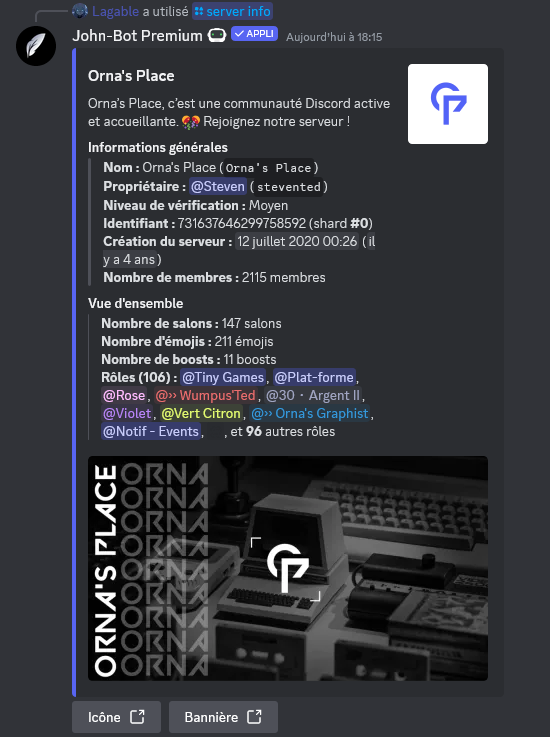 Lagable a utilisé server info
John-Bot Premium ✓ APPLI Aujourd'hui à 18:15
Orna's Place
Orna's Place, c'est une communauté Discord active
et accueillante. Rejoignez notre serveur !
Informations générales
Nom : Orna's Place (Orna's Place)
Propriétaire : @Steven (stevented)
Niveau de vérification : Moyen
Identifiant : 731637646299758592 (shard #0)
Création du serveur : 12 juillet 2020 00:26 (il
y a 4 ans)
Nombre de membres : 2115 membres
Vue d'ensemble
Nombre de salons : 147 salons
Nombre d'émojis : 211 émojis
Nombre de boosts : 11 boosts
Rôles (106) : @Tiny Games, @Plat-forme,
@Rose, @›› Wumpus'Ted, @30 · Argent II,
@Violet, @Vert Citron, @›› Orna's Graphist,
@Notif - Events, , et 96 autres rôles
ORNA'S PLACE
ORNA
ORNA
ORNA
ORNA
ORNA
ORNA
ORNA
ORNA
Icône
Bannière